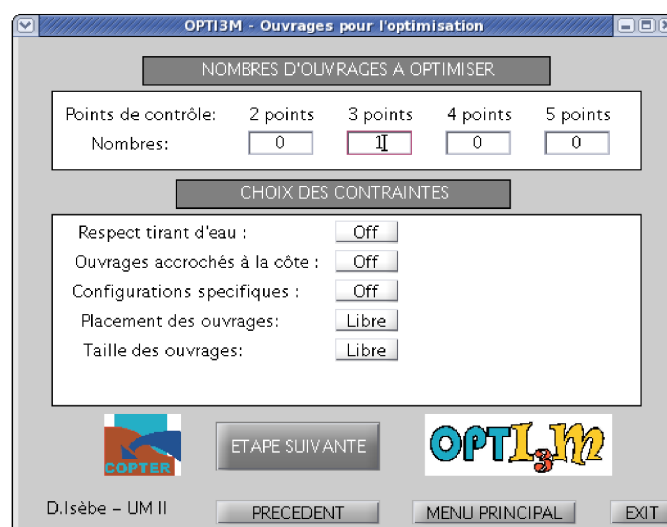 OPTI3M - Ouvrages pour l'optimisation
NOMBRES D'OUVRAGES A OPTIMISER
Points de contrôle: 2 points 3 points 4 points 5 points
Nombres: 0 1 0 0
CHOIX DES CONTRAINTES
Respect tirant d'eau : Off
Ouvrages accrochés à la côte : Off
Configurations specifiques : Off
Placement des ouvrages: Libre
Taille des ouvrages: Libre
COPTER
ETAPE SUIVANTE
OPTI3M
D.Isèbe – UM II
PRECEDENT
MENU PRINCIPAL
EXIT